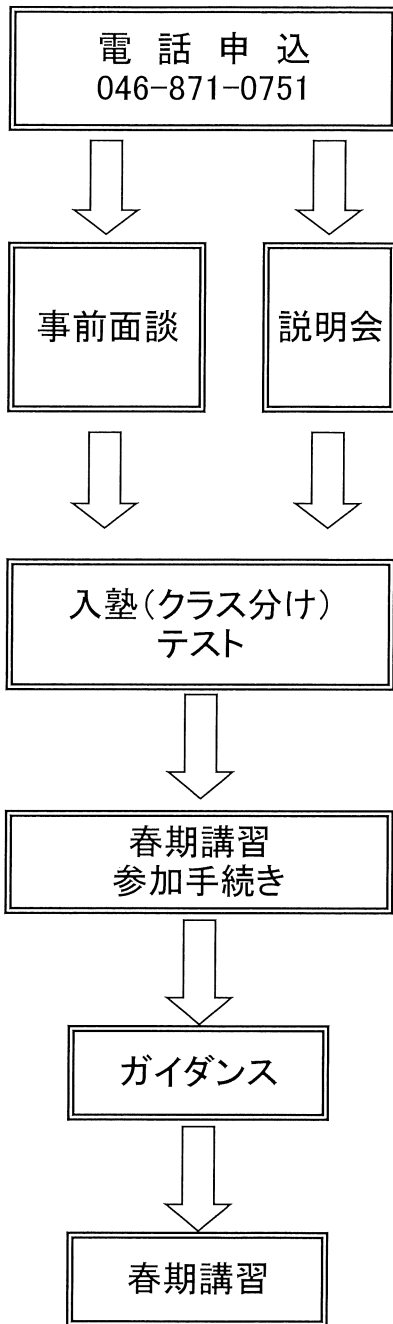 電話申込
046-871-0751
事前面談
説明会
入塾(クラス分け)
テスト
春期講習
参加手続き
ガイダンス
春期講習